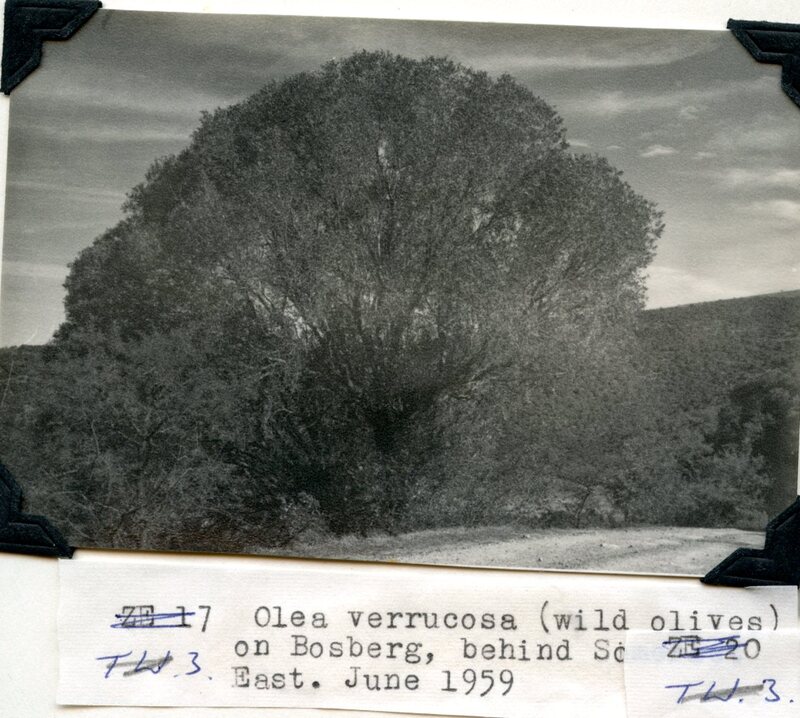 ZE 17 Olea verrucosa (wild olives)
on Bosberg, behind
East. June 1959
TW.3.
ZE 20
TW.3.